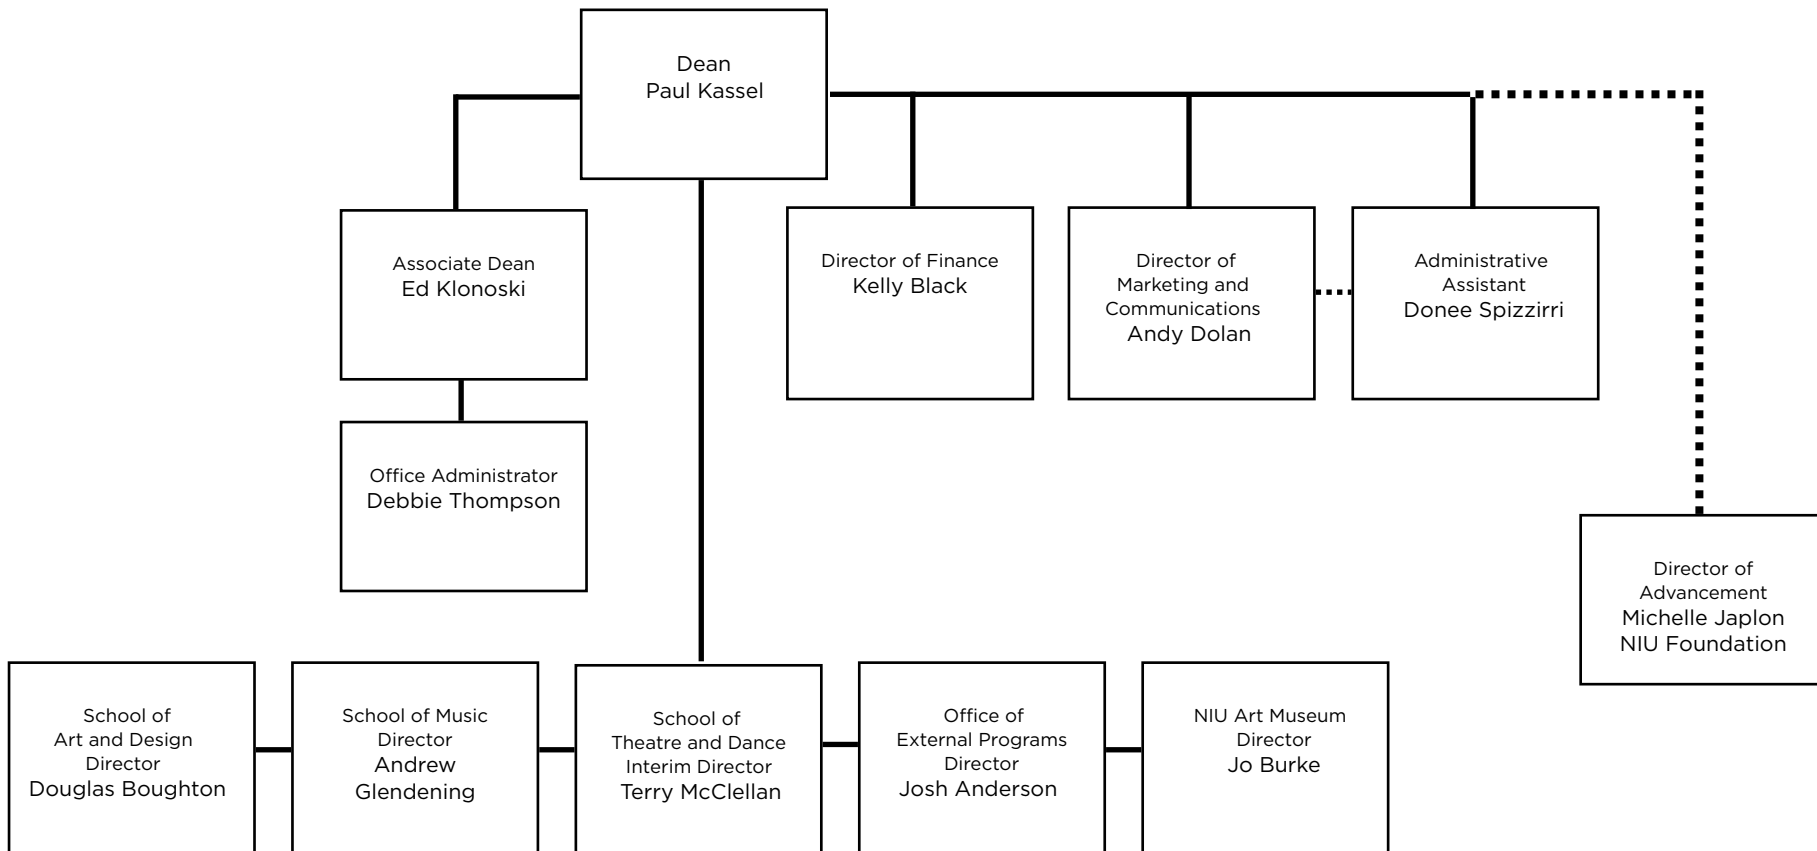 Dean
Paul Kassel
Associate Dean
Ed Klonoski
Director of Finance
Kelly Black
Director of
Marketing and
Communications
Andy Dolan
Administrative
Assistant
Donee Spizzirri
Office Administrator
Debbie Thompson
Director of
Advancement
Michelle Japlon
NIU Foundation
School of
Art and Design
Director
Douglas Boughton
School of Music
Director
Andrew
Glendening
School of
Theatre and Dance
Interim Director
Terry McClellan
Office of
External Programs
Director
Josh Anderson
NIU Art Museum
Director
Jo Burke